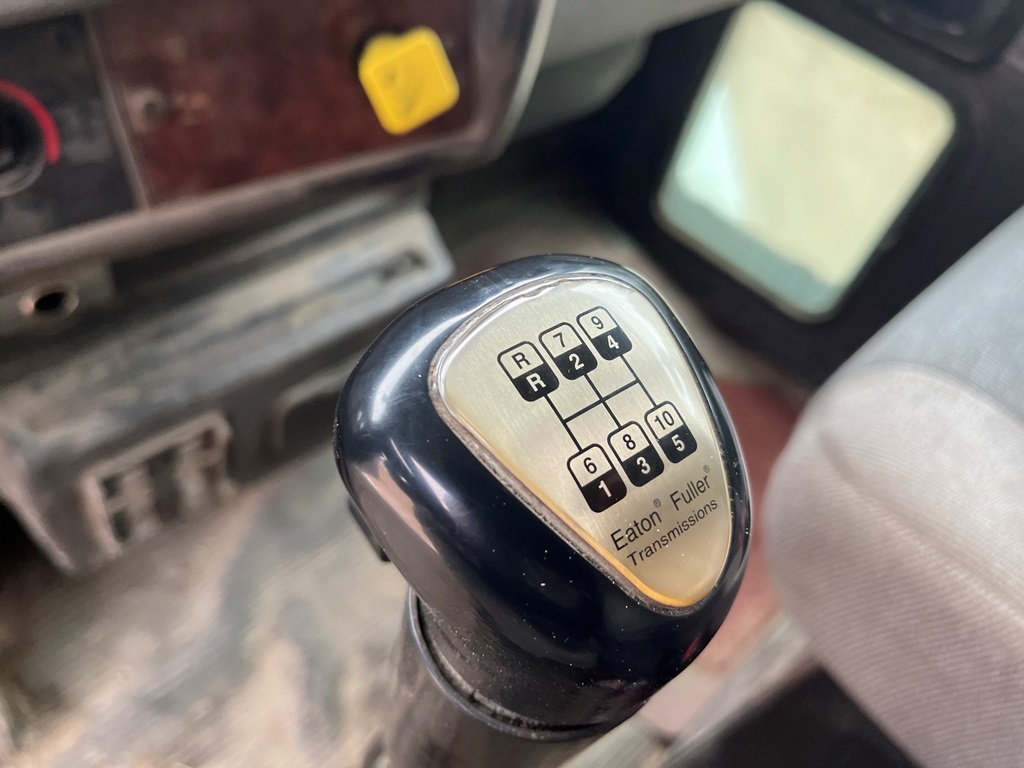 R 7 9
R 2 4
6 8 10
1 3 5
Eaton® Fuller®
Transmissions